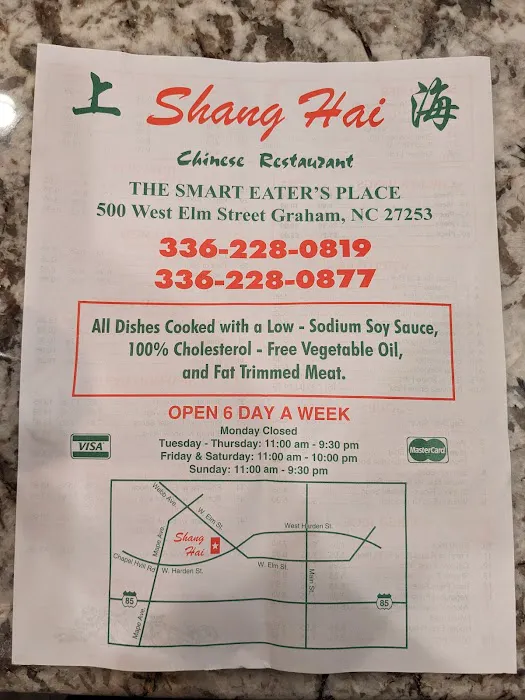 上 Shang Hai 海
Chinese Restaurant
THE SMART EATER'S PLACE
500 West Elm Street Graham, NC 27253
336-228-0819
336-228-0877
All Dishes Cooked with a Low - Sodium Soy Sauce,
100% Cholesterol - Free Vegetable Oil,
and Fat Trimmed Meat.
OPEN 6 DAY A WEEK
Monday Closed
Tuesday - Thursday: 11:00 am - 9:30 pm
Friday & Saturday: 11:00 am - 10:00 pm
Sunday: 11:00 am - 9:30 pm
VISA
MasterCard
Webb Ave.
W. Elm St.
Maple Ave.
West Harden St.
Shang
Hai
Chapel Hill Rd
W. Harden St.
W. Elm St.
Main St.
85
85
Maple Ave.